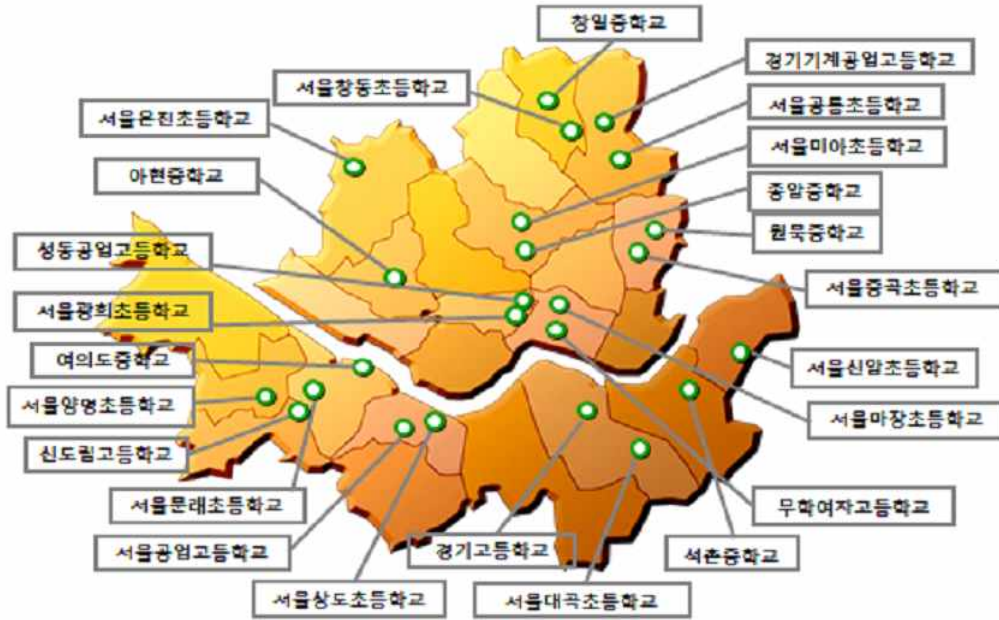 창일중학교
경기기계공업고등학교
서울창동초등학교
서울공릉초등학교
서울은진초등학교
서울미아초등학교
아현중학교
종암중학교
원묵중학교
성동공업고등학교
서울중곡초등학교
서울광희초등학교
여의도중학교
서울신암초등학교
서울양명초등학교
서울마장초등학교
신도림고등학교
서울문래초등학교
무학여자고등학교
서울공업고등학교
경기고등학교
석촌중학교
서울상도초등학교
서울대곡초등학교